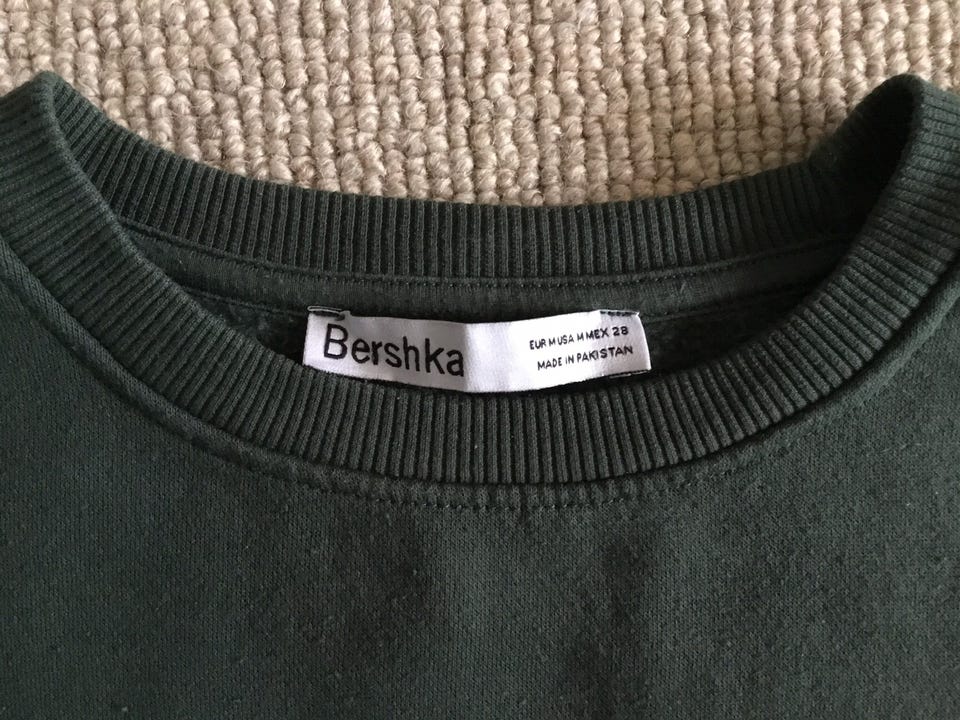 Bershka
EUR M USA M MEX 28
MADE IN PAKISTAN